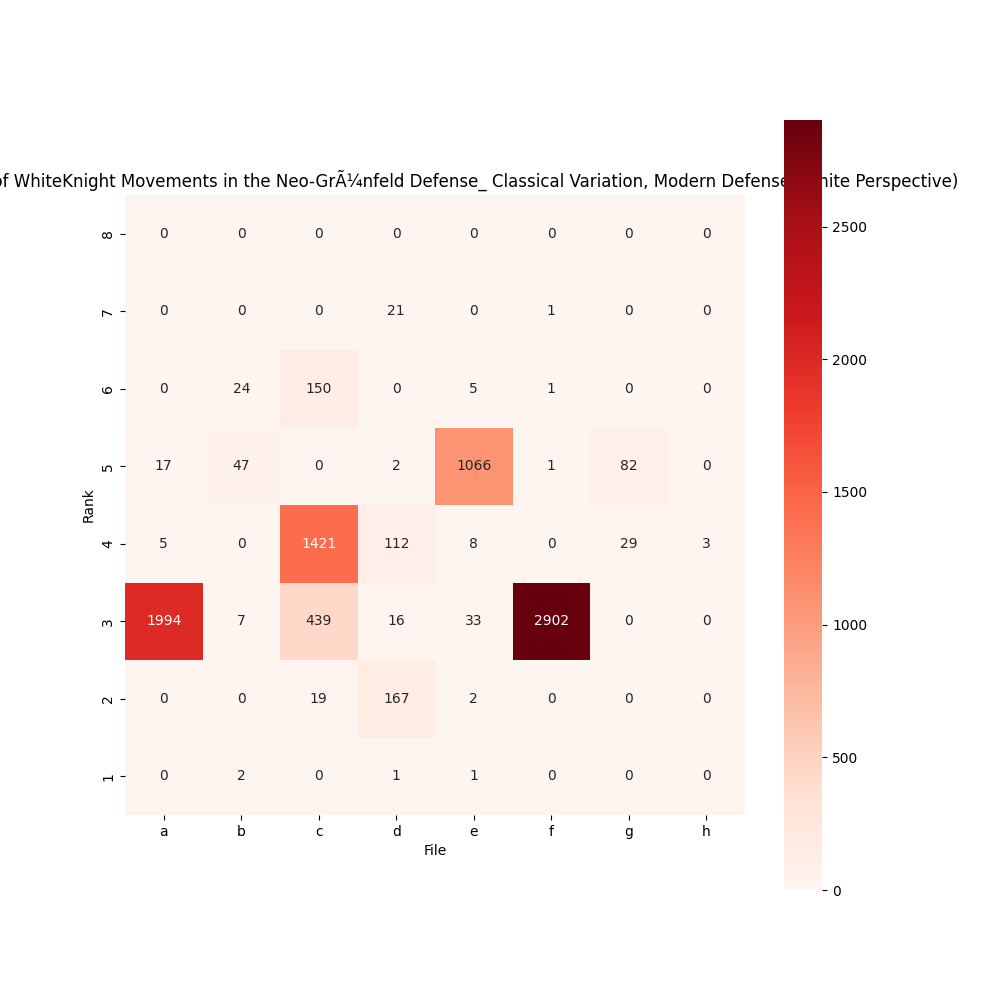 of WhiteKnight Movements in the Neo-GrÃ¼nfeld Defense_ Classical Variation, Modern Defense Perspective)
2500
8 0 0 0 0 0 0 0 0
7 0 0 0 21 0 1 0 0
2000
6 0 24 150 0 5 1 0 0
5 17 47 0 2 1066 1 82 0
1500
Rank
4 5 0 1421 112 8 0 29 3
3 1994 7 439 16 33 2902 0 0
1000
2 0 0 19 167 2 0 0 0
500
1 0 2 0 1 1 0 0 0
a b c d e f g h
File
0